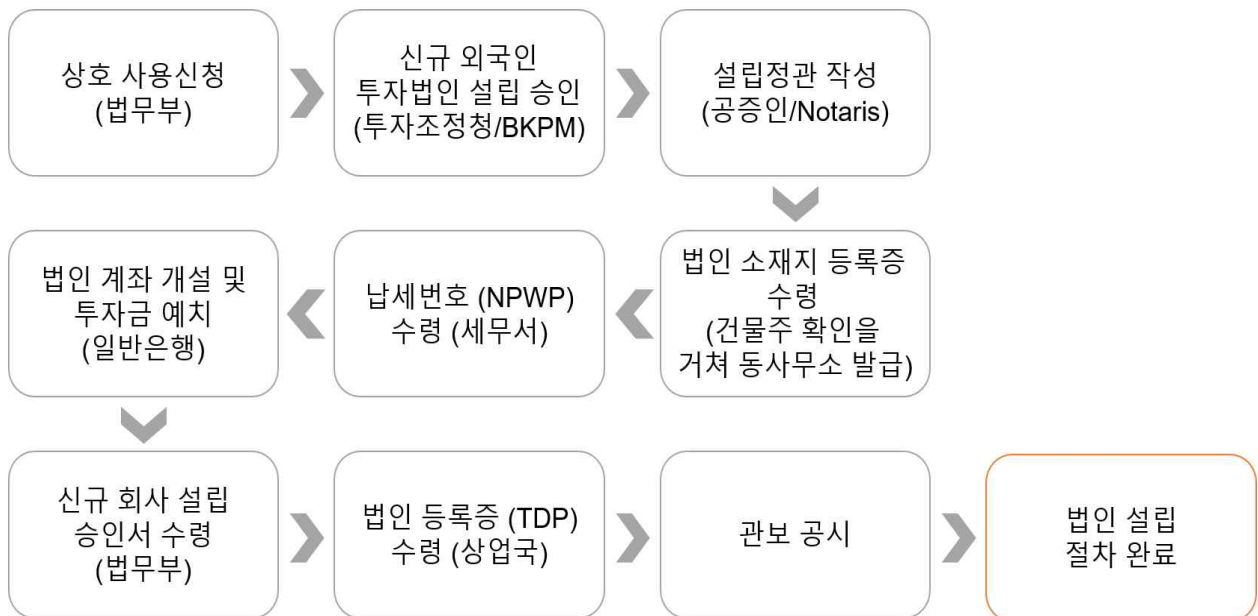 상호 사용신청
(법무부)
신규 외국인
투자법인 설립 승인
(투자조정청/BKPM)
설립정관 작성
(공증인/Notaris)
법인 소재지 등록증
수령
(건물주 확인을
거쳐 동사무소 발급)
납세번호 (NPWP)
수령 (세무서)
법인 계좌 개설 및
투자금 예치
(일반은행)
신규 회사 설립
승인서 수령
(법무부)
법인 등록증 (TDP)
수령 (상업국)
관보 공시
법인 설립
절차 완료